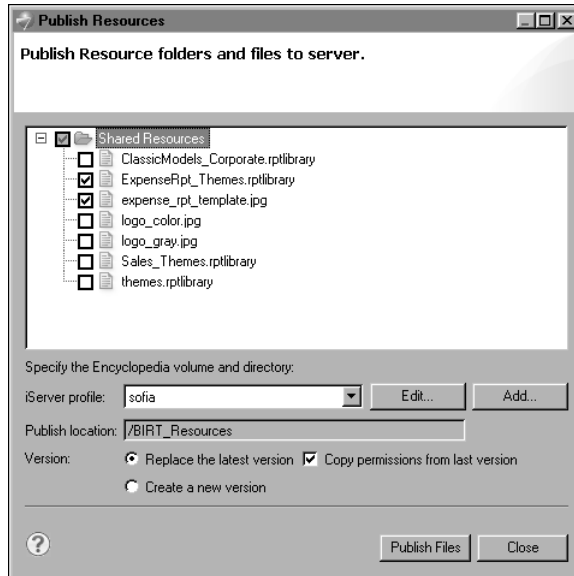 Publish Resources
Publish Resource folders and files to server.
Shared Resources
ClassicModels_Corporate.rptlibrary
ExpenseRpt_Themes.rptlibrary
expense_rpt_template.jpg
logo_color.jpg
logo_gray.jpg
Sales_Themes.rptlibrary
themes.rptlibrary
Specify the Encyclopedia volume and directory:
iServer profile: sofia Edit... Add...
Publish location: /BIRT_Resources
Version: Replace the latest version Copy permissions from last version
Create a new version
? Publish Files Close